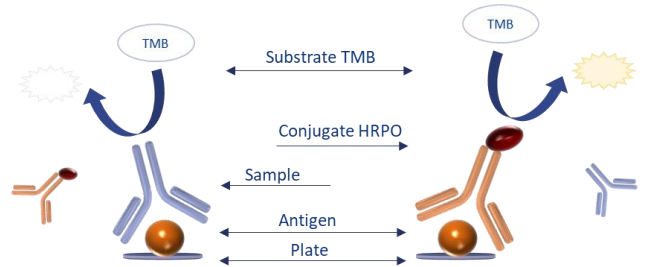 TMB
TMB
Substrate TMB
Conjugate HRPO
Sample
Antigen
Plate